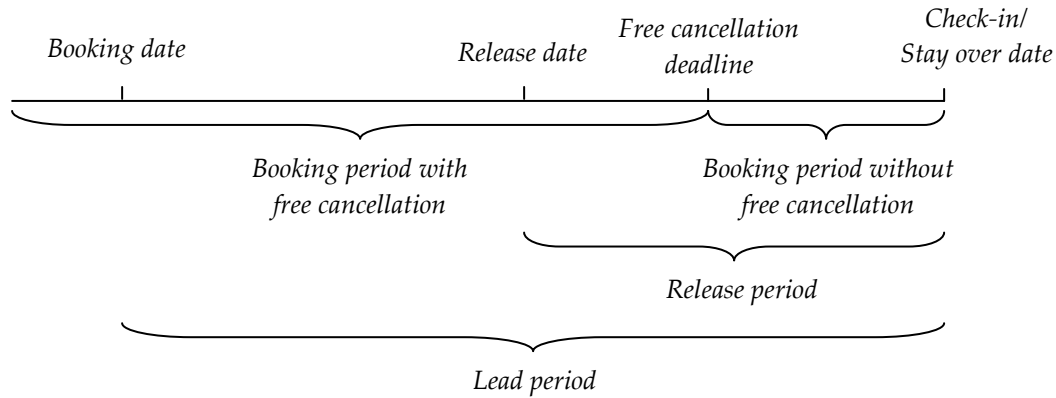 Booking date
Release date
Free cancellation
deadline
Check-in/
Stay over date
Booking period with
free cancellation
Booking period without
free cancellation
Release period
Lead period